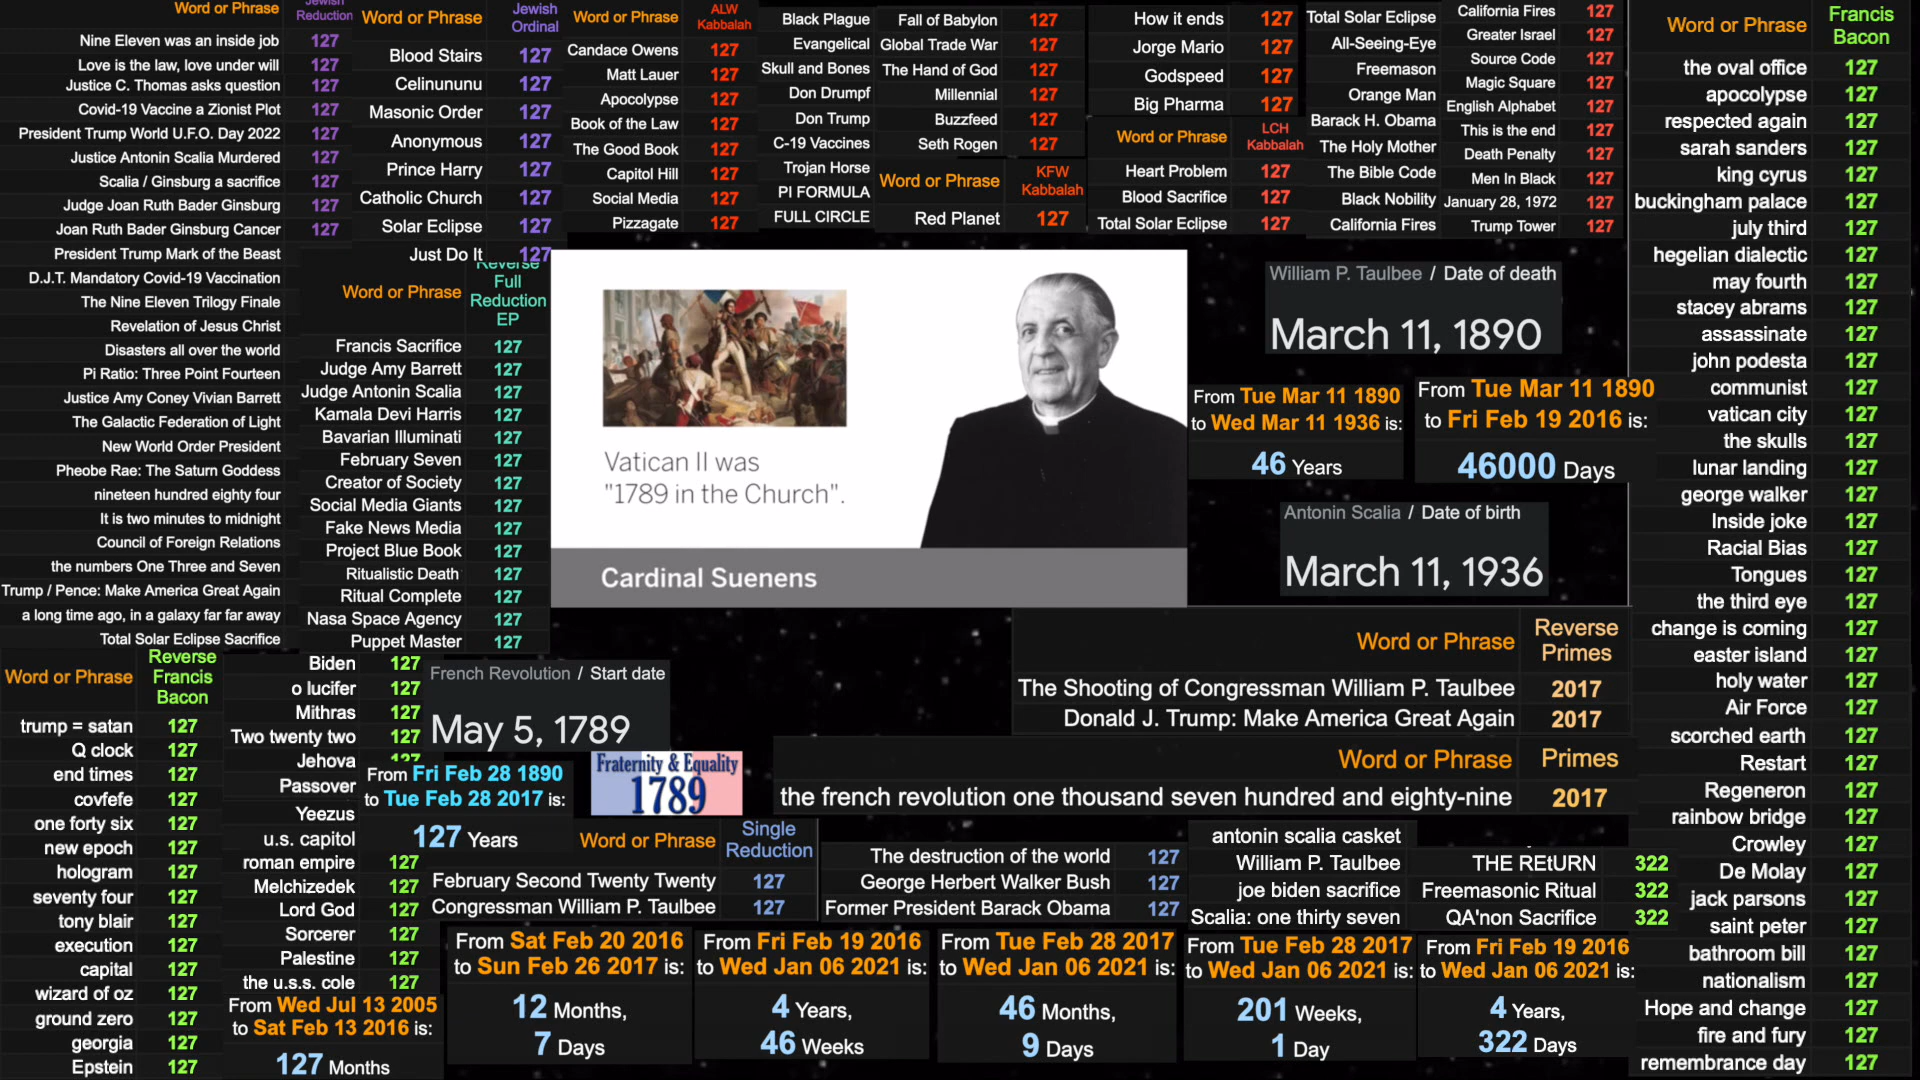 Word or Phrase Jewish Reduction
Nine Eleven was an inside job 127
Love is the law, love under will 127
Justice C. Thomas asks question 127
Covid-19 Vaccine a Zionist Plot 127
President Trump World U.F.O. Day 2022 127
Justice Antonin Scalia Murdered 127
Scalia / Ginsburg a sacrifice 127
Judge Joan Ruth Bader Ginsburg 127
Joan Ruth Bader Ginsburg Cancer 127
President Trump Mark of the Beast
D.J.T. Mandatory Covid-19 Vaccination
The Nine Eleven Trilogy Finale
Revelation of Jesus Christ
Disasters all over the world
Pi Ratio: Three Point Fourteen
Justice Amy Coney Vivian Barrett
The Galactic Federation of Light
New World Order President
Pheobe Rae: The Saturn Goddess
nineteen hundred eighty four
It is two minutes to midnight
Council of Foreign Relations
the numbers One Three and Seven
Trump / Pence: Make America Great Again
a long time ago, in a galaxy far far away
Total Solar Eclipse Sacrifice
Word or Phrase Jewish Ordinal
Blood Stairs 127
Celinununu 127
Masonic Order 127
Anonymous 127
Prince Harry 127
Catholic Church 127
Solar Eclipse 127
Just Do It 127
Word or Phrase ALW Kabbalah
Candace Owens 127
Matt Lauer 127
Apocolypse 127
Book of the Law 127
The Good Book 127
Capitol Hill 127
Social Media 127
Pizzagate 127
Black Plague
Evangelical
Skull and Bones
Don Drumpf
Don Trump
C-19 Vaccines
Trojan Horse
PI FORMULA
FULL CIRCLE
Fall of Babylon 127
Global Trade War 127
The Hand of God 127
Millennial 127
Buzzfeed 127
Seth Rogen 127
Word or Phrase KFW Kabbalah
Red Planet 127
How it ends 127
Jorge Mario 127
Godspeed 127
Big Pharma 127
Word or Phrase LCH Kabbalah
Heart Problem 127
Blood Sacrifice 127
Total Solar Eclipse 127
Total Solar Eclipse
All-Seeing-Eye
Freemason
Orange Man
Barack H. Obama
The Holy Mother
The Bible Code
Black Nobility
California Fires
California Fires 127
Greater Israel 127
Source Code 127
Magic Square 127
English Alphabet 127
This is the end 127
Death Penalty 127
Men In Black 127
January 28, 1972 127
Trump Tower 127
Word or Phrase Francis Bacon
the oval office 127
apocolypse 127
respected again 127
sarah sanders 127
king cyrus 127
buckingham palace 127
july third 127
hegelian dialectic 127
may fourth 127
stacey abrams 127
assassinate 127
john podesta 127
communist 127
vatican city 127
the skulls 127
lunar landing 127
george walker 127
Inside joke 127
Racial Bias 127
Tongues 127
the third eye 127
change is coming 127
easter island 127
holy water 127
Air Force 127
scorched earth 127
Restart 127
Regeneron 127
rainbow bridge 127
Crowley 127
De Molay 127
jack parsons 127
saint peter 127
bathroom bill 127
nationalism 127
Hope and change 127
fire and fury 127
remembrance day 127
Word or Phrase Reverse Full Reduction EP
Francis Sacrifice 127
Judge Amy Barrett 127
Judge Antonin Scalia 127
Kamala Devi Harris 127
Bavarian Illuminati 127
February Seven 127
Creator of Society 127
Social Media Giants 127
Fake News Media 127
Project Blue Book 127
Ritualistic Death 127
Ritual Complete 127
Nasa Space Agency 127
Puppet Master 127
Vatican II was
"1789 in the Church".
Cardinal Suenens
William P. Taulbee / Date of death
March 11, 1890
From Tue Mar 11 1890
to Wed Mar 11 1936 is:
46 Years
From Tue Mar 11 1890
to Fri Feb 19 2016 is:
46000 Days
Antonin Scalia / Date of birth
March 11, 1936
Word or Phrase Reverse Primes
The Shooting of Congressman William P. Taulbee 2017
Donald J. Trump: Make America Great Again 2017
Word or Phrase Primes
the french revolution one thousand seven hundred and eighty-nine 2017
Word or Phrase Reverse Francis Bacon
trump = satan 127
Q clock 127
end times 127
covfefe 127
one forty six 127
new epoch 127
hologram 127
seventy four 127
tony blair 127
execution 127
capital 127
wizard of oz 127
ground zero 127
georgia 127
Epstein 127
Biden 127
o lucifer 127
Mithras 127
Two twenty two 127
Jehova 127
Passover
Yeezus
u.s. capitol
roman empire 127
Melchizedek 127
Lord God 127
Sorcerer 127
Palestine 127
the u.s.s. cole 127
From Wed Jul 13 2005
to Sat Feb 13 2016 is:
127 Months
French Revolution / Start date
May 5, 1789
From Fri Feb 28 1890
to Tue Feb 28 2017 is:
127 Years
Fraternity & Equality
1789
Word or Phrase Single Reduction
February Second Twenty Twenty 127
Congressman William P. Taulbee 127
The destruction of the world 127
George Herbert Walker Bush 127
Former President Barack Obama 127
antonin scalia casket
William P. Taulbee
joe biden sacrifice
Scalia: one thirty seven
THE REtURN 322
Freemasonic Ritual 322
QA'non Sacrifice 322
From Sat Feb 20 2016
to Sun Feb 26 2017 is:
12 Months,
7 Days
From Fri Feb 19 2016
to Wed Jan 06 2021 is:
4 Years,
46 Weeks
From Tue Feb 28 2017
to Wed Jan 06 2021 is:
46 Months,
9 Days
From Tue Feb 28 2017
to Wed Jan 06 2021 is:
201 Weeks,
1 Day
From Fri Feb 19 2016
to Wed Jan 06 2021 is:
4 Years,
322 Days